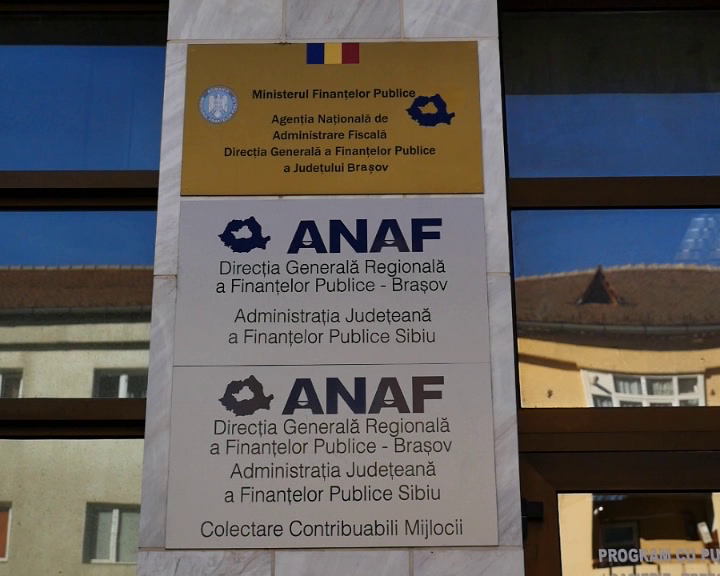 Ministerul Finanțelor Publice
Agenția Națională de
Administrare Fiscală
Direcția Generală a Finanțelor Publice
a Județului Brașov
ANAF
Direcția Generală Regională
a Finanțelor Publice - Brașov
Administrația Județeană
a Finanțelor Publice Sibiu
ANAF
Direcția Generală Regională
a Finanțelor Publice - Brașov
Administrația Județeană
a Finanțelor Publice Sibiu
Colectare Contribuabili Mijlocii
PROGRAM CU PU